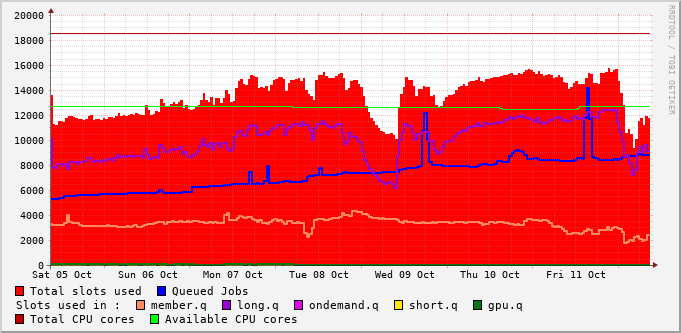 20000
18000
16000
14000
12000
10000
8000
6000
4000
2000
0
Sat 05 Oct Sun 06 Oct Mon 07 Oct Tue 08 Oct Wed 09 Oct Thu 10 Oct Fri 11 Oct
Total slots used Queued Jobs
Slots used in : member.q long.q ondemand.q short.q gpu.q
Total CPU cores Available CPU cores
RRDTOOL / TOBI OETIKER